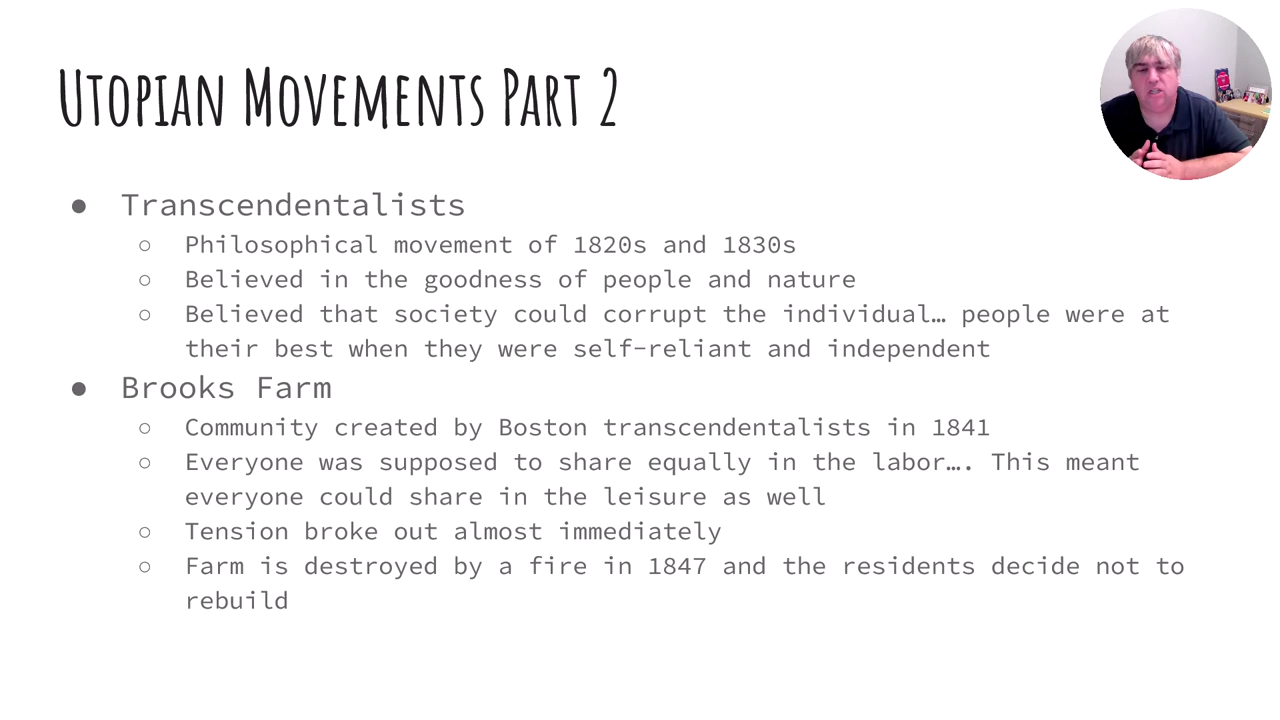 Utopian Movements Part 2
● Transcendentalists
○ Philosophical movement of 1820s and 1830s
○ Believed in the goodness of people and nature
○ Believed that society could corrupt the individual… people were at
their best when they were self-reliant and independent
● Brooks Farm
○ Community created by Boston transcendentalists in 1841
○ Everyone was supposed to share equally in the labor…. This meant
everyone could share in the leisure as well
○ Tension broke out almost immediately
○ Farm is destroyed by a fire in 1847 and the residents decide not to
rebuild